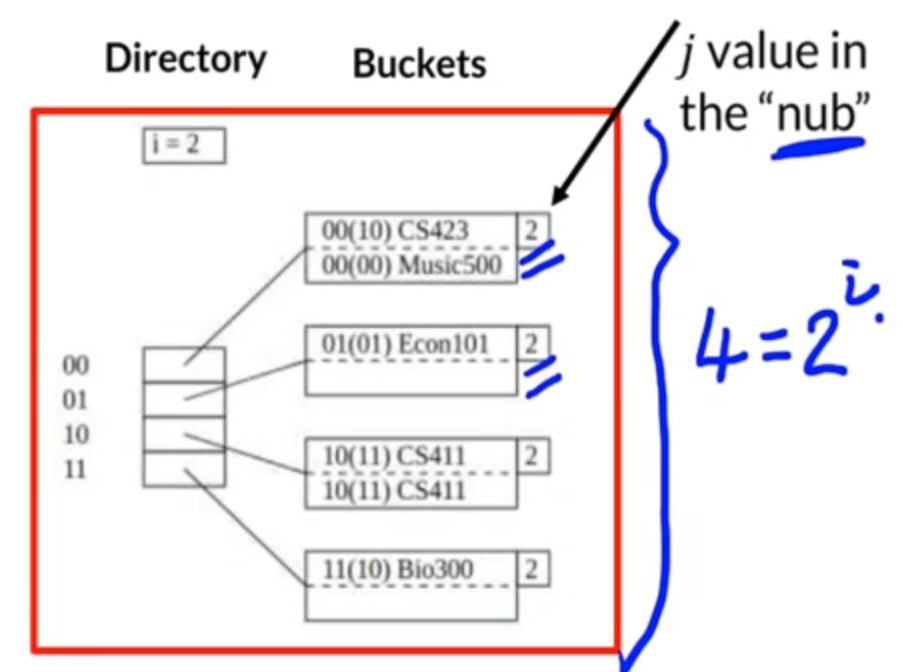 Directory
Buckets
j value in
the “nub”
i = 2
00(10) CS423
2
00(00) Music500
01(01) Econ101
2
00
01
10
11
10(11) CS411
2
10(11) CS411
11(10) Bio300
2
4=2^i.